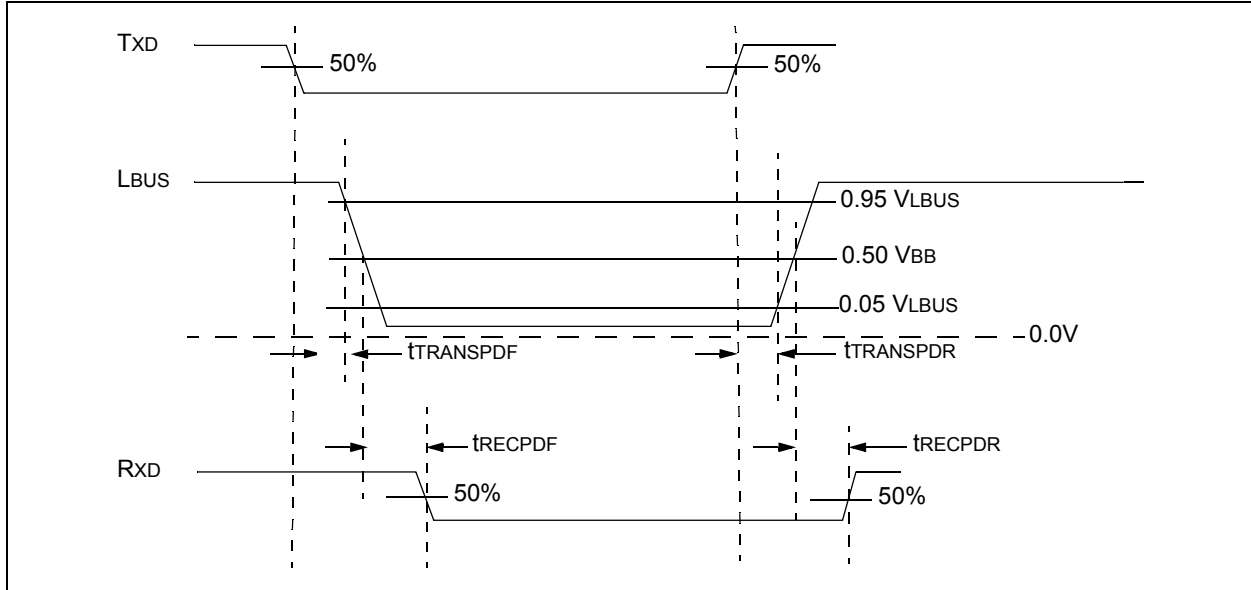 TXD
50%
50%
LBUS
0.95 VLBUS
0.50 VBB
0.05 VLBUS
0.0V
tTRANSPDF
tTRANSPDR
tRECPDF
tRECPDR
RXD
50%
50%